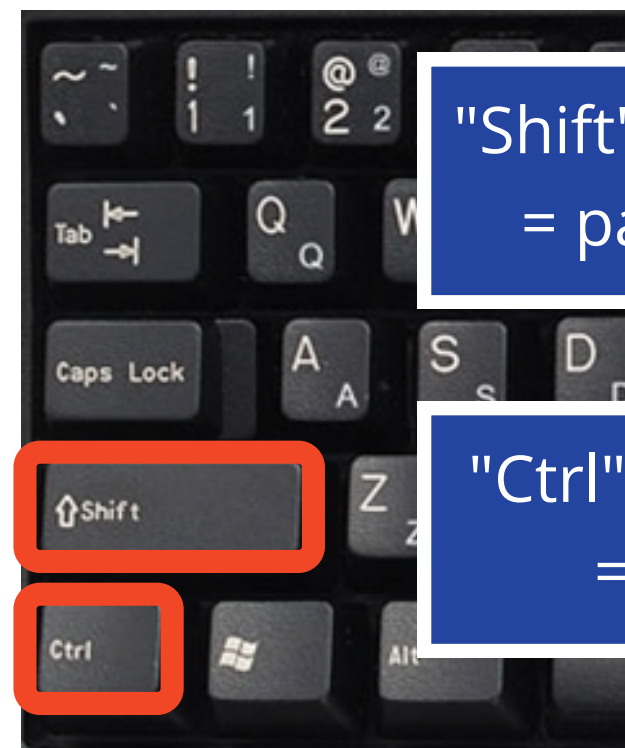 ~ ~
` `
! !
1 1
@ @
2 2
"Shift"
= pa
Tab
Q
Q
W
Caps Lock
A
A
S
S
D
D
Shift
Z
Z
"Ctrl"
=
Ctrl
Alt